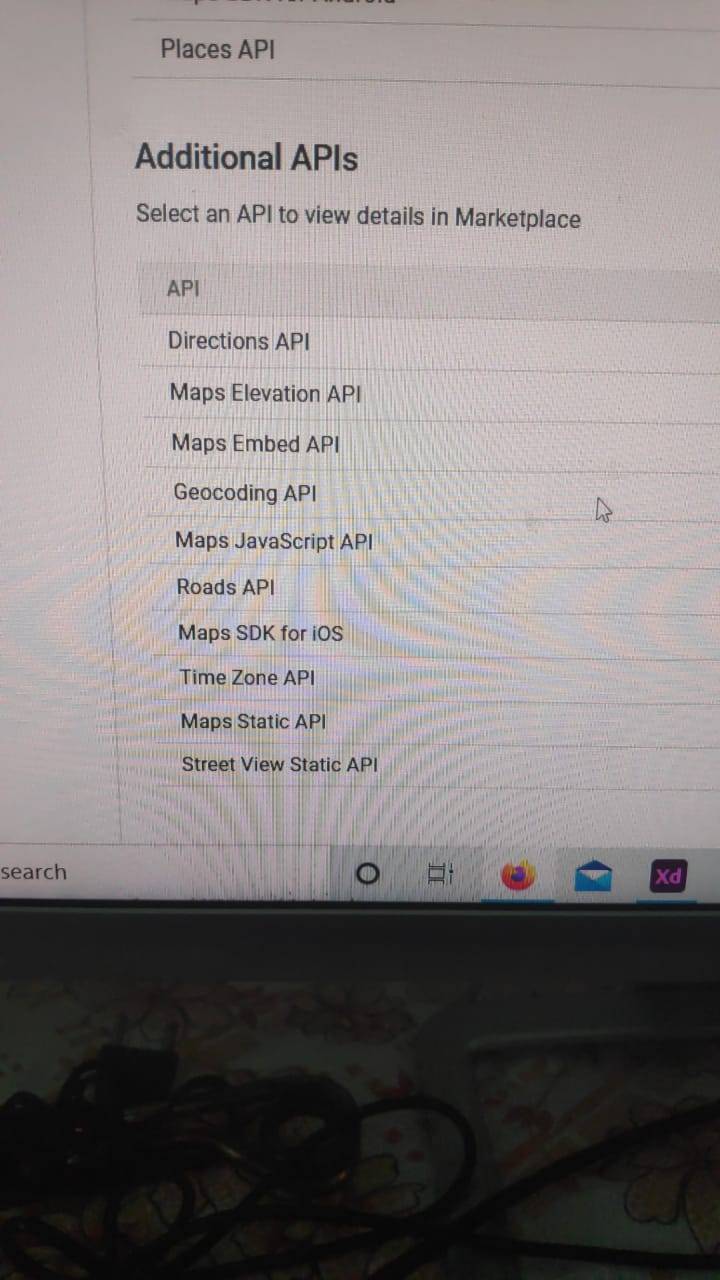 Places API
Additional APIs
Select an API to view details in Marketplace
API
Directions API
Maps Elevation API
Maps Embed API
Geocoding API
Maps JavaScript API
Roads API
Maps SDK for iOS
Time Zone API
Maps Static API
Street View Static API
search
Xd